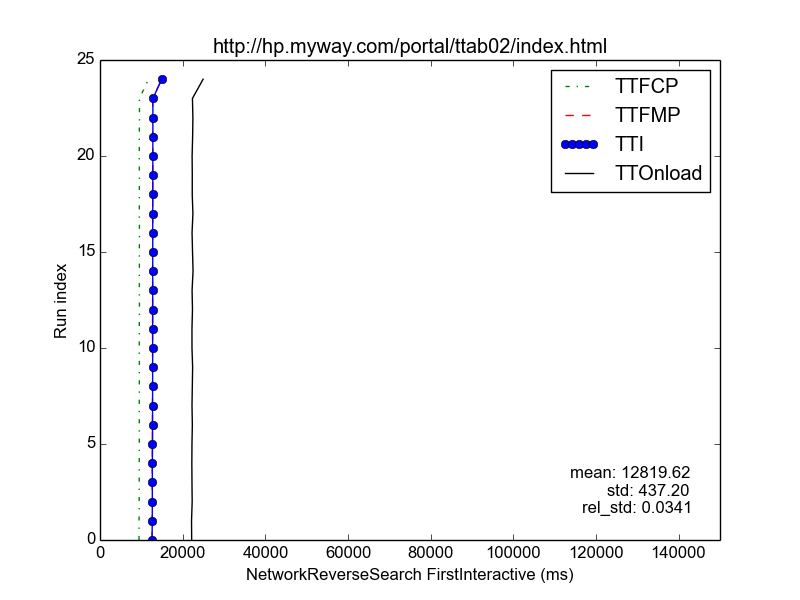 http://hp.myway.com/portal/ttab02/index.html
25
20
15
10
5
0
Run index
TTFCP
TTFMP
TTI
TTOnload
mean: 12819.62
std: 437.20
rel_std: 0.0341
0 20000 40000 60000 80000 100000 120000 140000
NetworkReverseSearch FirstInteractive (ms)